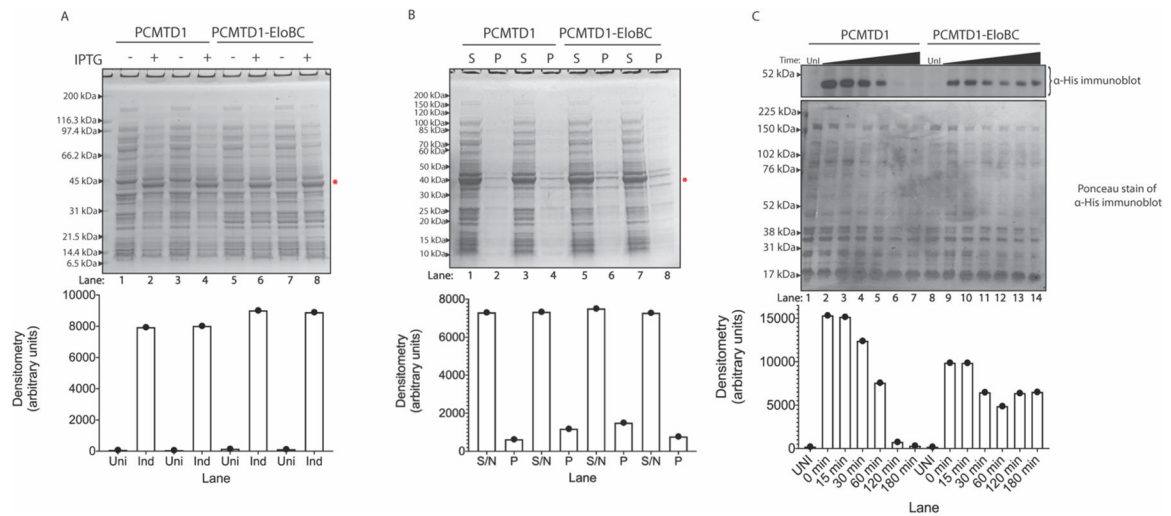 A
PCMTD1 PCMTD1-EloBC
IPTG - + - + - + - +
200 kDa
116.3 kDa
97.4 kDa
66.2 kDa
45 kDa
31 kDa
21.5 kDa
14.4 kDa
6.5 kDa
Lane: 1 2 3 4 5 6 7 8
Densitometry
(arbitrary units)
10000
8000
6000
4000
2000
0
Uni Ind Uni Ind Uni Ind Uni Ind
Lane
B
PCMTD1 PCMTD1-EloBC
S P S P S P S P
200 kDa
150 kDa
120 kDa
100 kDa
85 kDa
70 kDa
60 kDa
50 kDa
40 kDa
30 kDa
25 kDa
20 kDa
15 kDa
10 kDa
Lane: 1 2 3 4 5 6 7 8
Densitometry
(arbitrary units)
8000
6000
4000
2000
0
S/N P S/N P S/N P S/N P
Lane
C
PCMTD1 PCMTD1-EloBC
Time: UnI UnI
52 kDa
α-His immunoblot
225 kDa
150 kDa
102 kDa
76 kDa
52 kDa
38 kDa
31 kDa
17 kDa
Ponceau stain of
α-His immunoblot
Lane: 1 2 3 4 5 6 7 8 9 10 11 12 13 14
Densitometry
(arbitrary units)
15000
10000
5000
0
UNI 0 min 15 min 30 min 60 min 120 min 180 min UNI 0 min 15 min 30 min 60 min 120 min 180 min
Lane